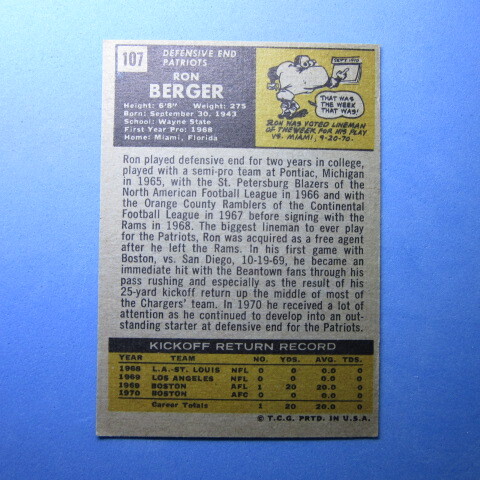 107
DEFENSIVE END
PATRIOTS
RON
BERGER
Height: 6'8" Weight: 275
Born: September 30, 1943
School: Wayne State
First Year Pro: 1968
Home: Miami, Florida
SEPT. 1970
THAT WAS
THE WEEK
THAT WAS!
RON WAS VOTED LINEMAN
OF THE WEEK FOR HIS PLAY
VS. MIAMI, 9-20-70.
Ron played defensive end for two years in college,
played with a semi-pro team at Pontiac, Michigan
in 1965, with the St. Petersburg Blazers of the
North American Football League in 1966 and with
the Orange County Ramblers of the Continental
Football League in 1967 before signing with the
Rams in 1968. The biggest lineman to ever play
for the Patriots, Ron was acquired as a free agent
after he left the Rams. In his first game with
Boston, vs. San Diego, 10-19-69, he became an
immediate hit with the Beantown fans through his
pass rushing and especially as the result of his
25-yard kickoff return up the middle of most of
the Chargers' team. In 1970 he received a lot of
attention as he continued to develop into an out-
standing starter at defensive end for the Patriots.
KICKOFF RETURN RECORD
YEAR TEAM NO. YDS. AVG. TDS.
1968 L.A.-ST. LOUIS NFL 0 0 0.0 0
1969 LOS ANGELES NFL 0 0 0.0 0
1969 BOSTON AFL 1 20 20.0 0
1970 BOSTON AFC 0 0 0.0 0
Career Totals 1 20 20.0 0
© T.C.G. PRTD. IN U.S.A.